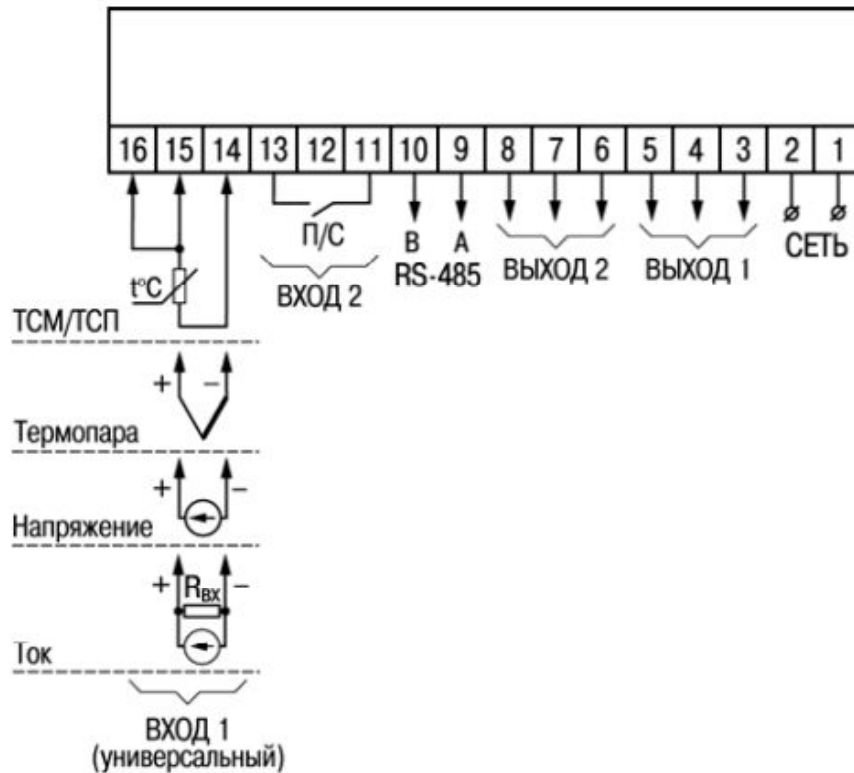 16 15 14 13 12 11 10 9 8 7 6 5 4 3 2 1
П/С
B A
RS-485
ВХОД 2
ВЫХОД 2
ВЫХОД 1
СЕТЬ
t°C
ТСМ/ТСП
+ −
Термопара
+ −
Напряжение
+ Rвх −
Ток
ВХОД 1
(универсальный)